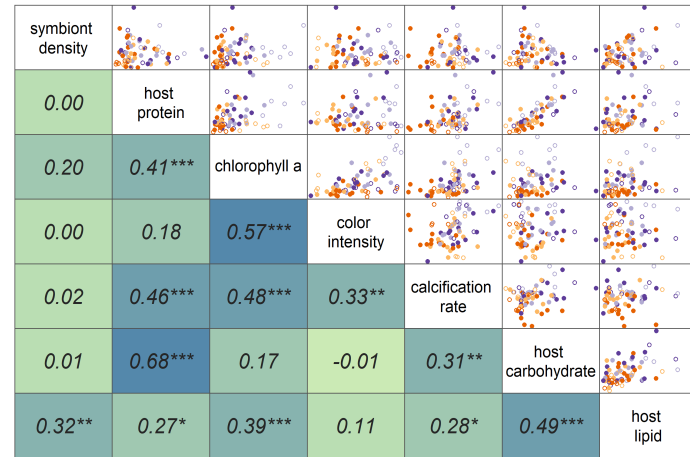 symbiont
density
0.00
host
protein
0.20
0.41***
chlorophyll a
0.00
0.18
0.57***
color
intensity
0.02
0.46***
0.48***
0.33**
calcification
rate
0.01
0.68***
0.17
-0.01
0.31**
host
carbohydrate
0.32**
0.27*
0.39***
0.11
0.28*
0.49***
host
lipid